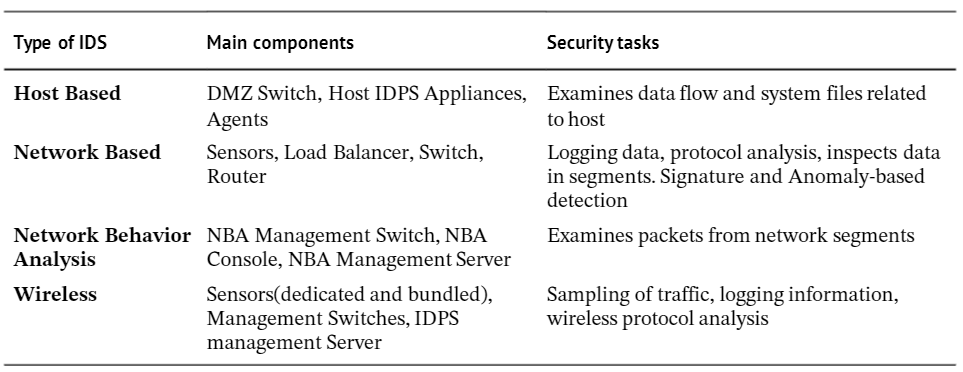 Type of IDS Main components Security tasks
Host Based DMZ Switch, Host IDPS Appliances, Examines data flow and system files related
Agents to host
Network Based Sensors, Load Balancer, Switch, Logging data, protocol analysis, inspects data
Router in segments. Signature and Anomaly-based
detection
Network Behavior NBA Management Switch, NBA Examines packets from network segments
Analysis Console, NBA Management Server
Wireless Sensors(dedicated and bundled), Sampling of traffic, logging information,
Management Switches, IDPS wireless protocol analysis
management Server